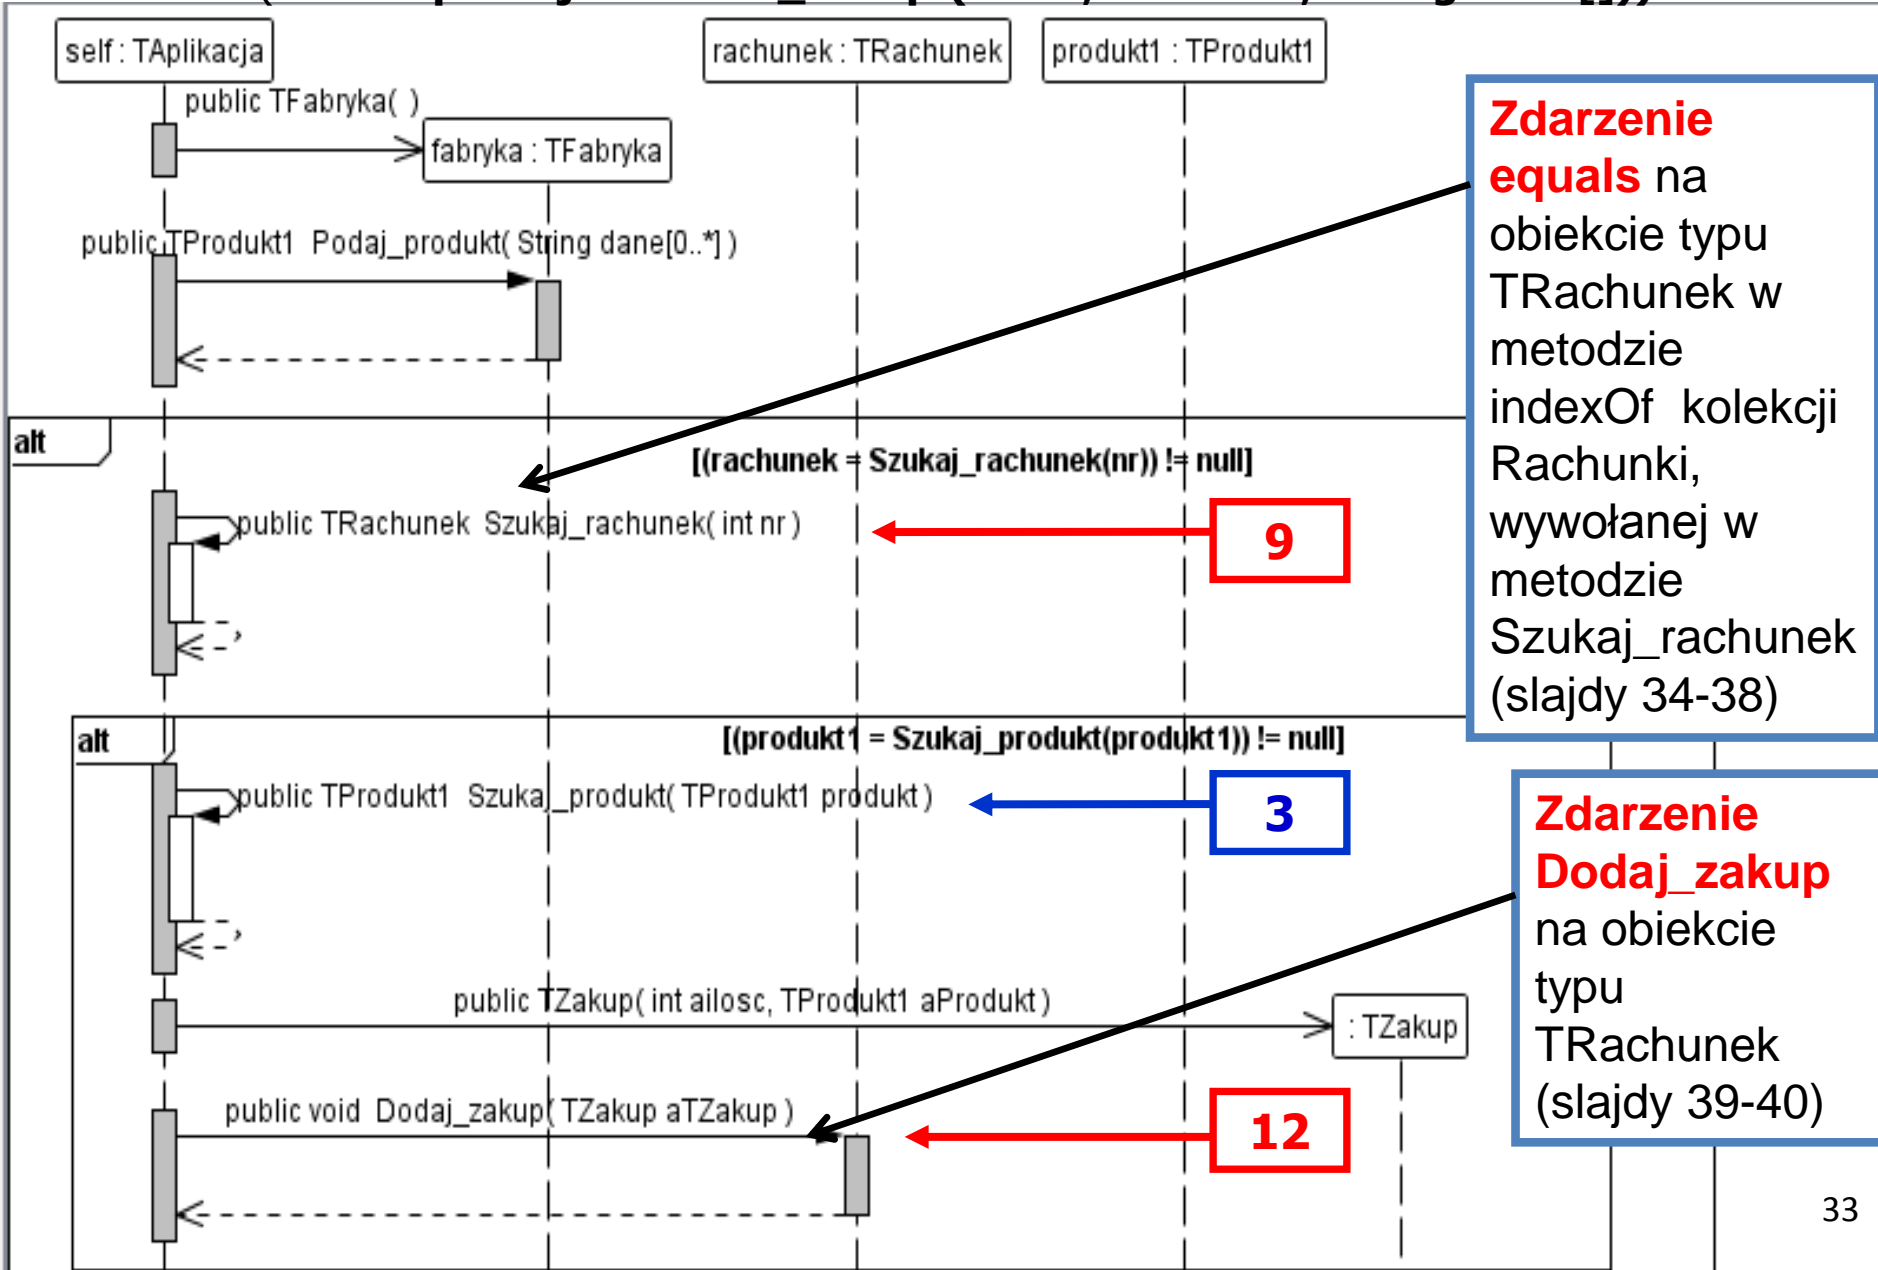 self : TAplikacja
rachunek : TRachunek
produkt1 : TProdukt1
public TFabryka( )
fabryka : TFabryka
public TProdukt1 Podaj_produkt( String dane[0..*] )
alt
[(rachunek = Szukaj_rachunek(nr)) != null]
public TRachunek Szukaj_rachunek( int nr )
9
Zdarzenie
equals na
obiekcie typu
TRachunek w
metodzie
indexOf kolekcji
Rachunki,
wywołanej w
metodzie
Szukaj_rachunek
(slajdy 34-38)
alt
[(produkt1 = Szukaj_produkt(produkt1)) != null]
public TProdukt1 Szukaj_produkt( TProdukt1 produkt )
3
Zdarzenie
Dodaj_zakup
na obiekcie
typu
TRachunek
(slajdy 39-40)
public TZakup( int ailosc, TProdukt1 aProdukt )
: TZakup
public void Dodaj_zakup( TZakup aTZakup )
12
33